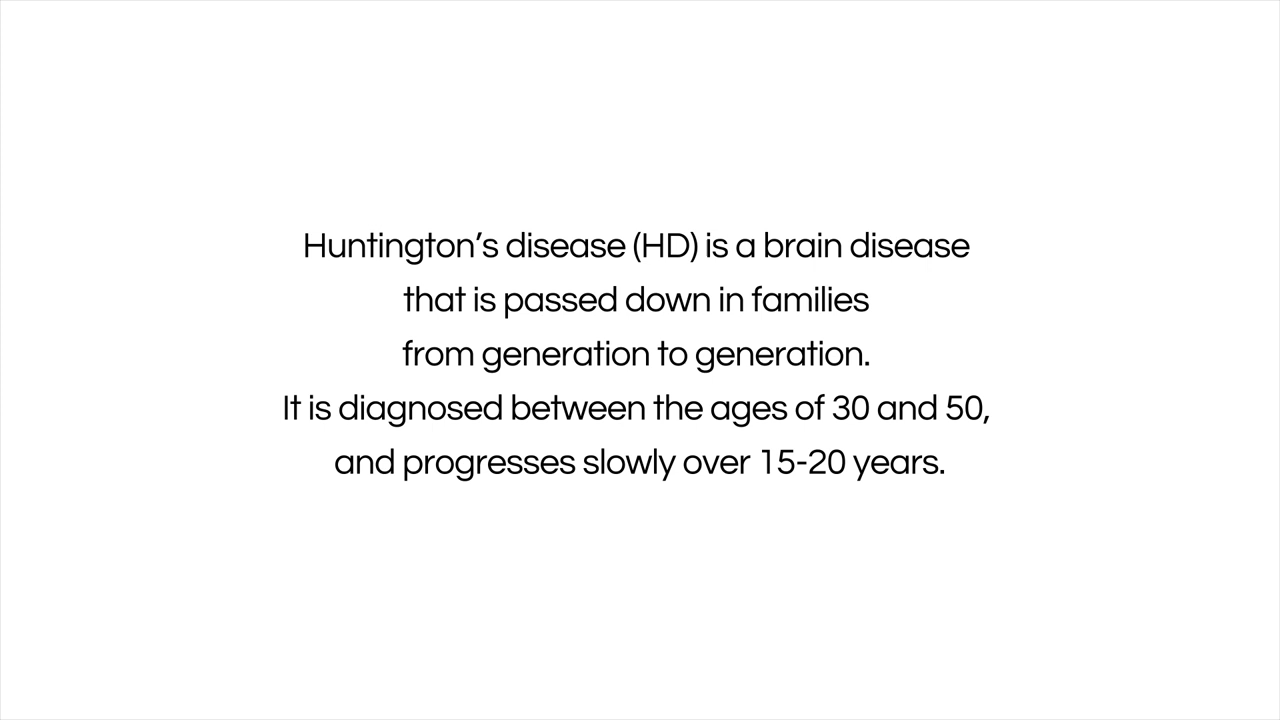 Huntington’s disease (HD) is a brain disease
that is passed down in families
from generation to generation.
It is diagnosed between the ages of 30 and 50,
and progresses slowly over 15-20 years.